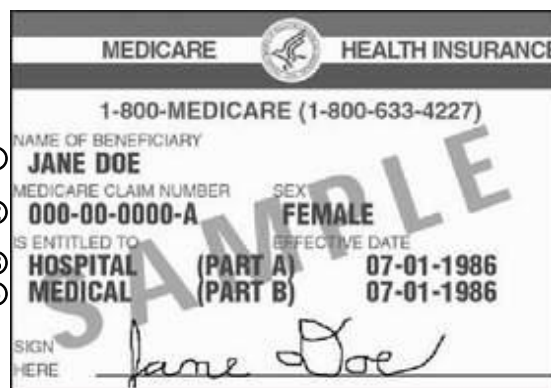 MEDICARE HEALTH INSURANCE
1-800-MEDICARE (1-800-633-4227)
NAME OF BENEFICIARY
JANE DOE
MEDICARE CLAIM NUMBER SEX
000-00-0000-A FEMALE
IS ENTITLED TO EFFECTIVE DATE
HOSPITAL (PART A) 07-01-1986
MEDICAL (PART B) 07-01-1986
SAMPLE
SIGN
HERE Jane Doe